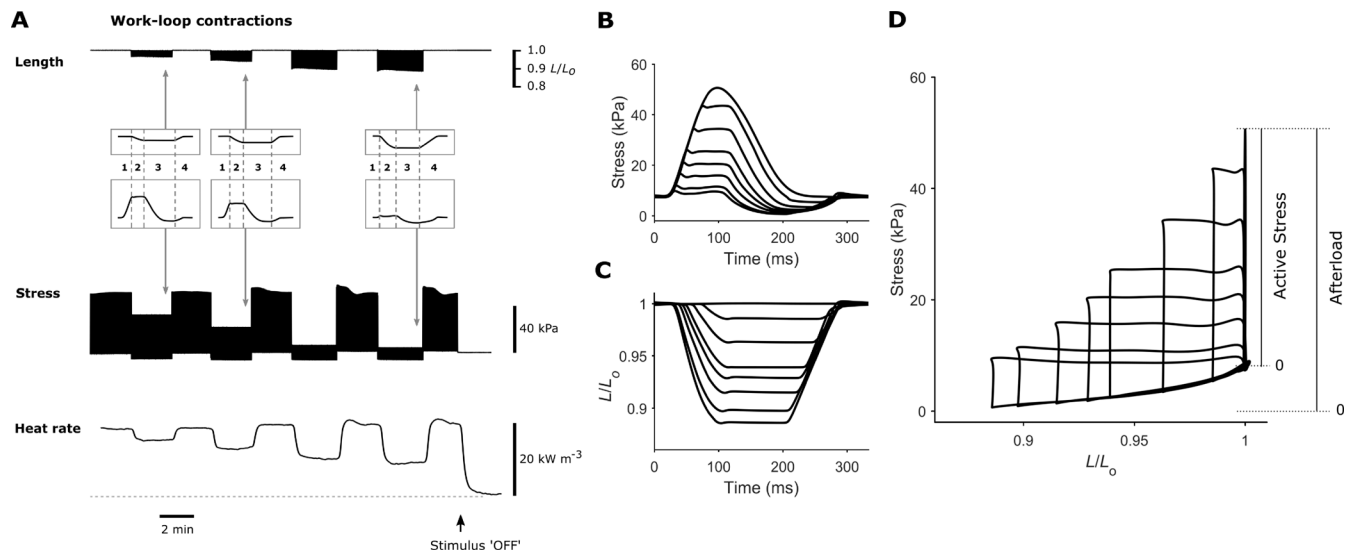 A
Work-loop contractions
Length
1.0
0.9 L/Lo
0.8
1 2 3 4
1 2 3 4
1 2 3 4
Stress
40 kPa
Heat rate
20 kW m-3
2 min
Stimulus 'OFF'
B
60
40
20
0
Stress (kPa)
0 100 200 300
Time (ms)
C
1
0.95
0.9
L/Lo
0 100 200 300
Time (ms)
D
60
40
20
0
Stress (kPa)
0.9 0.95 1
L/Lo
Active Stress
0
Afterload
0